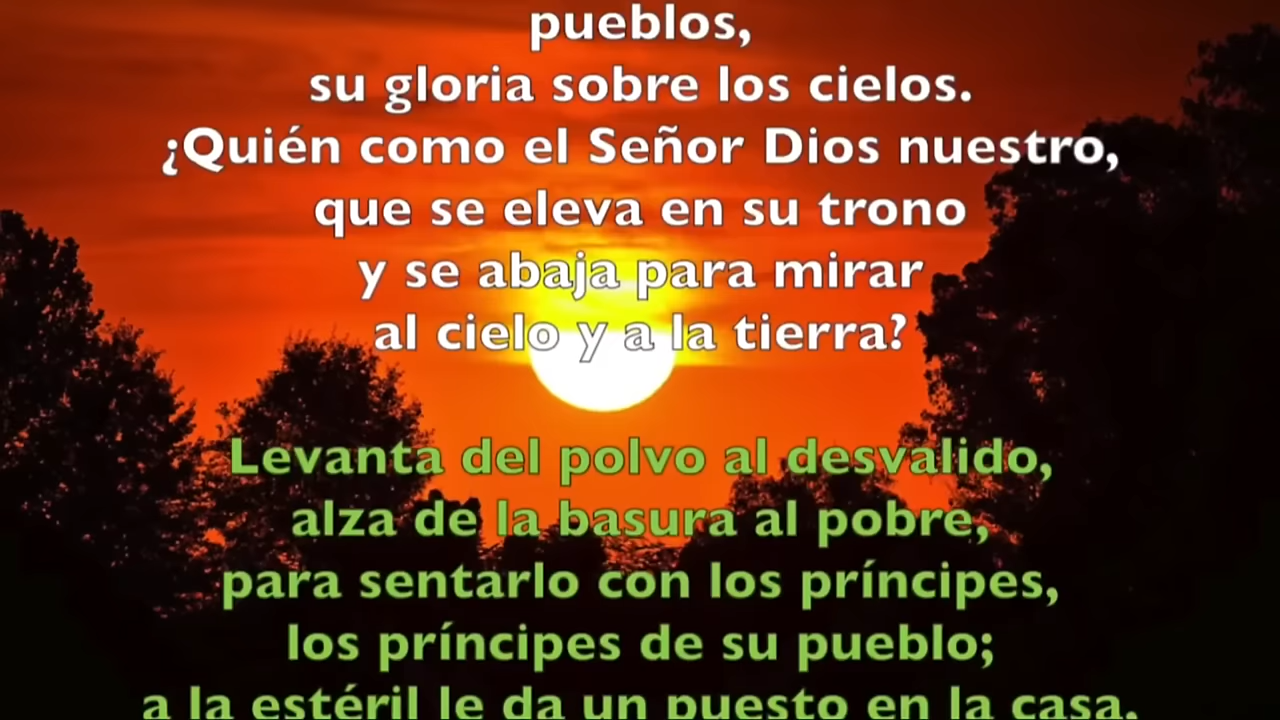 pueblos,
su gloria sobre los cielos.
¿Quién como el Señor Dios nuestro,
que se eleva en su trono
y se abaja para mirar
al cielo y a la tierra?
Levanta del polvo al desvalido,
alza de la basura al pobre,
para sentarlo con los príncipes,
los príncipes de su pueblo;
a la estéril le da un puesto en la casa,